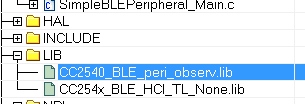 SimpleBLEPeripheral_Main.c
HAL
INCLUDE
LIB
CC2540_BLE_peri_observ.lib
CC254x_BLE_HCI_TL_None.lib